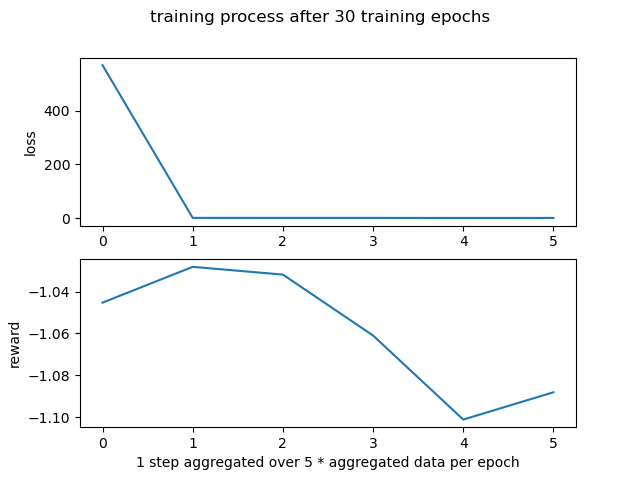 training process after 30 training epochs
400
200
0
loss
0 1 2 3 4 5
−1.04
−1.06
−1.08
−1.10
reward
0 1 2 3 4 5
1 step aggregated over 5 * aggregated data per epoch